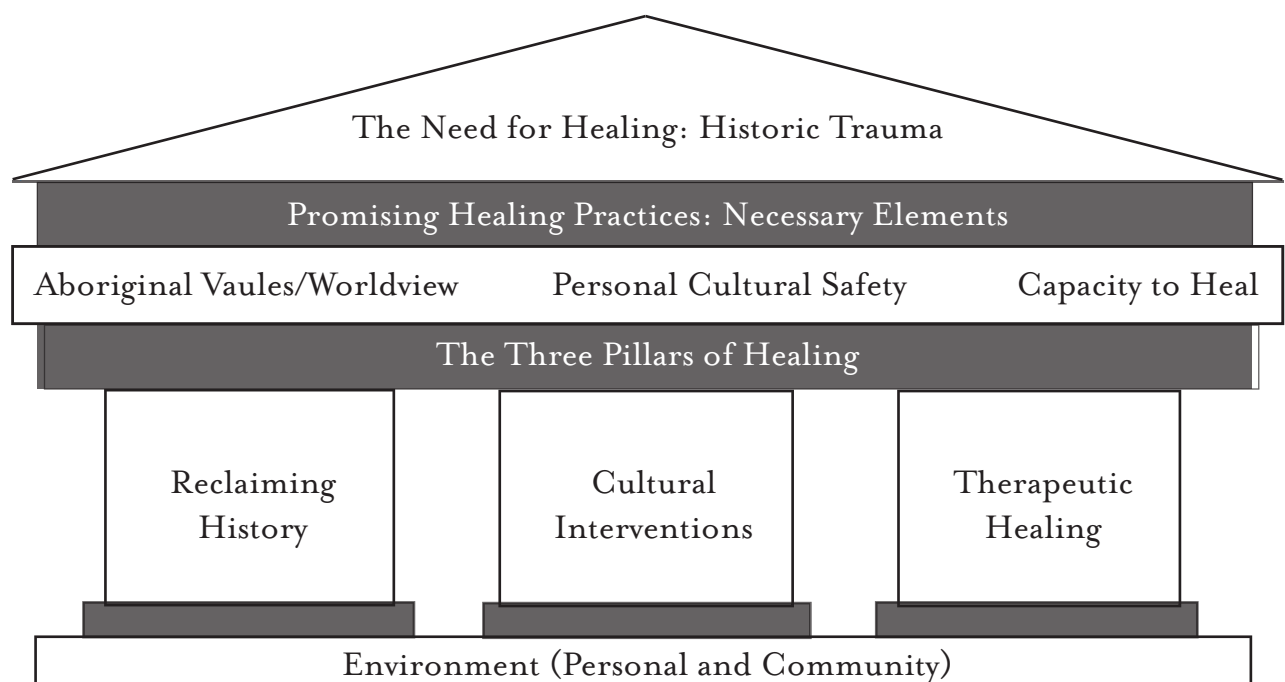 The Need for Healing: Historic Trauma
Promising Healing Practices: Necessary Elements
Aboriginal Vaules/Worldview Personal Cultural Safety Capacity to Heal
The Three Pillars of Healing
Reclaiming
History
Cultural
Interventions
Therapeutic
Healing
Environment (Personal and Community)